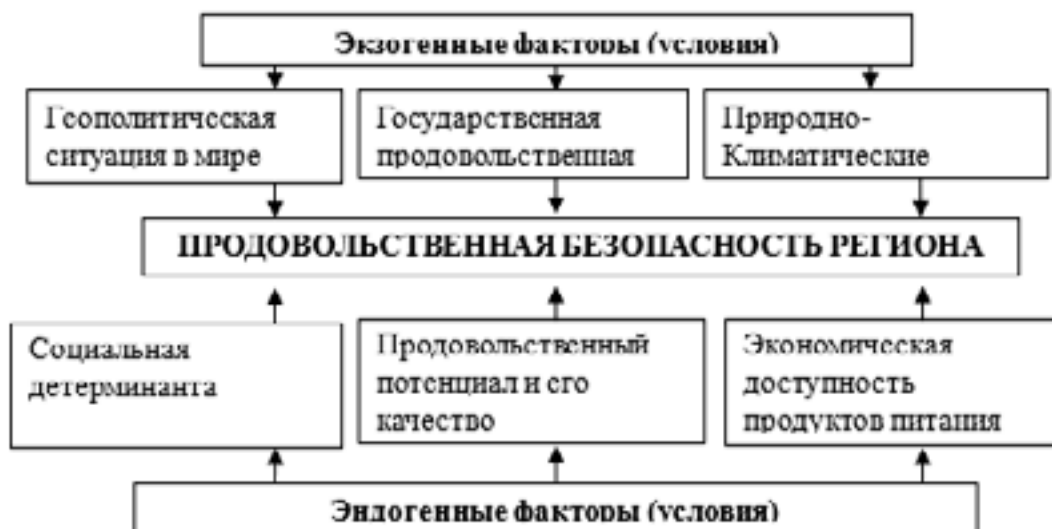 Экзогенные факторы (условия)
Геополитическая
ситуация в мире
Государственная
продовольственная
Природно-
Климатические
ПРОДОВОЛЬСТВЕННАЯ БЕЗОПАСНОСТЬ РЕГИОНА
Социальная
детерминанта
Продовольственный
потенциал и его
качество
Экономическая
доступность
продуктов питания
Эндогенные факторы (условия)